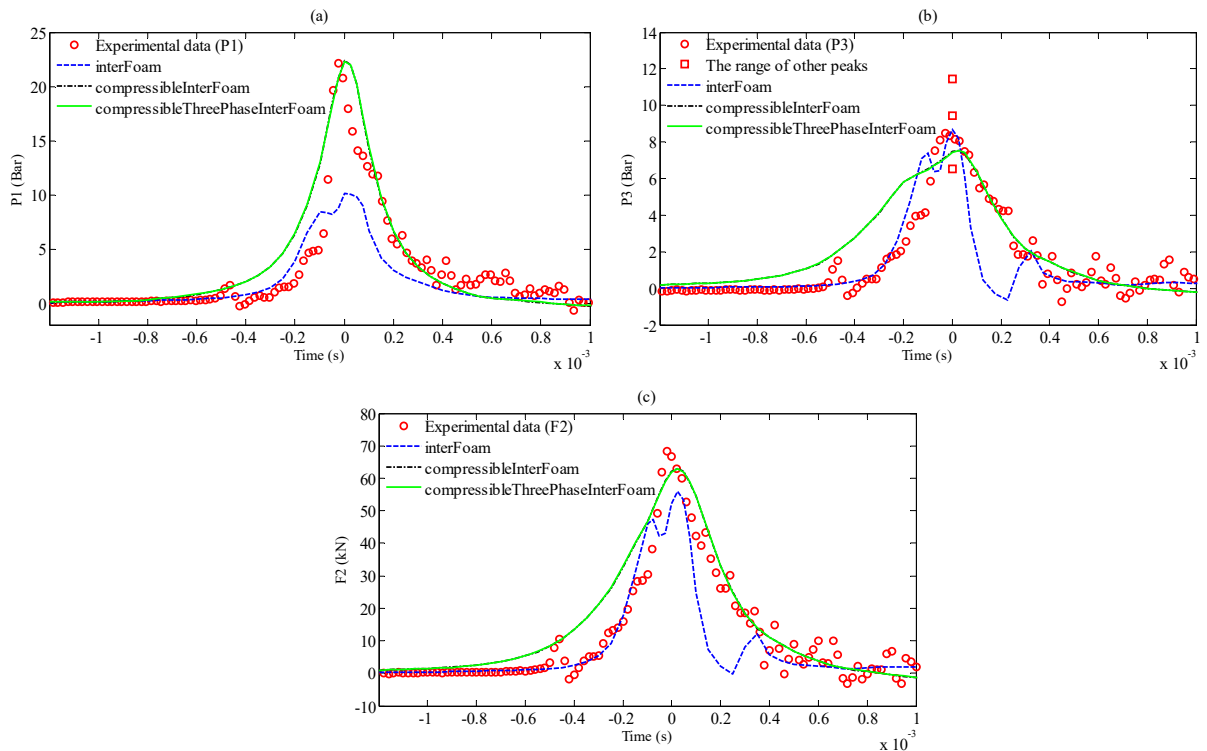 (a)
25
20
15
10
5
0
P1 (Bar)
Experimental data (P1)
interFoam
compressibleInterFoam
compressibleThreePhaseInterFoam
-1 -0.8 -0.6 -0.4 -0.2 0 0.2 0.4 0.6 0.8 1
Time (s)
x 10⁻³
(b)
14
12
10
8
6
4
2
0
-2
P3 (Bar)
Experimental data (P3)
The range of other peaks
interFoam
compressibleInterFoam
compressibleThreePhaseInterFoam
-1 -0.8 -0.6 -0.4 -0.2 0 0.2 0.4 0.6 0.8 1
Time (s)
x 10⁻³
(c)
80
70
60
50
40
30
20
10
0
-10
F2 (kN)
Experimental data (F2)
interFoam
compressibleInterFoam
compressibleThreePhaseInterFoam
-1 -0.8 -0.6 -0.4 -0.2 0 0.2 0.4 0.6 0.8 1
Time (s)
x 10⁻³